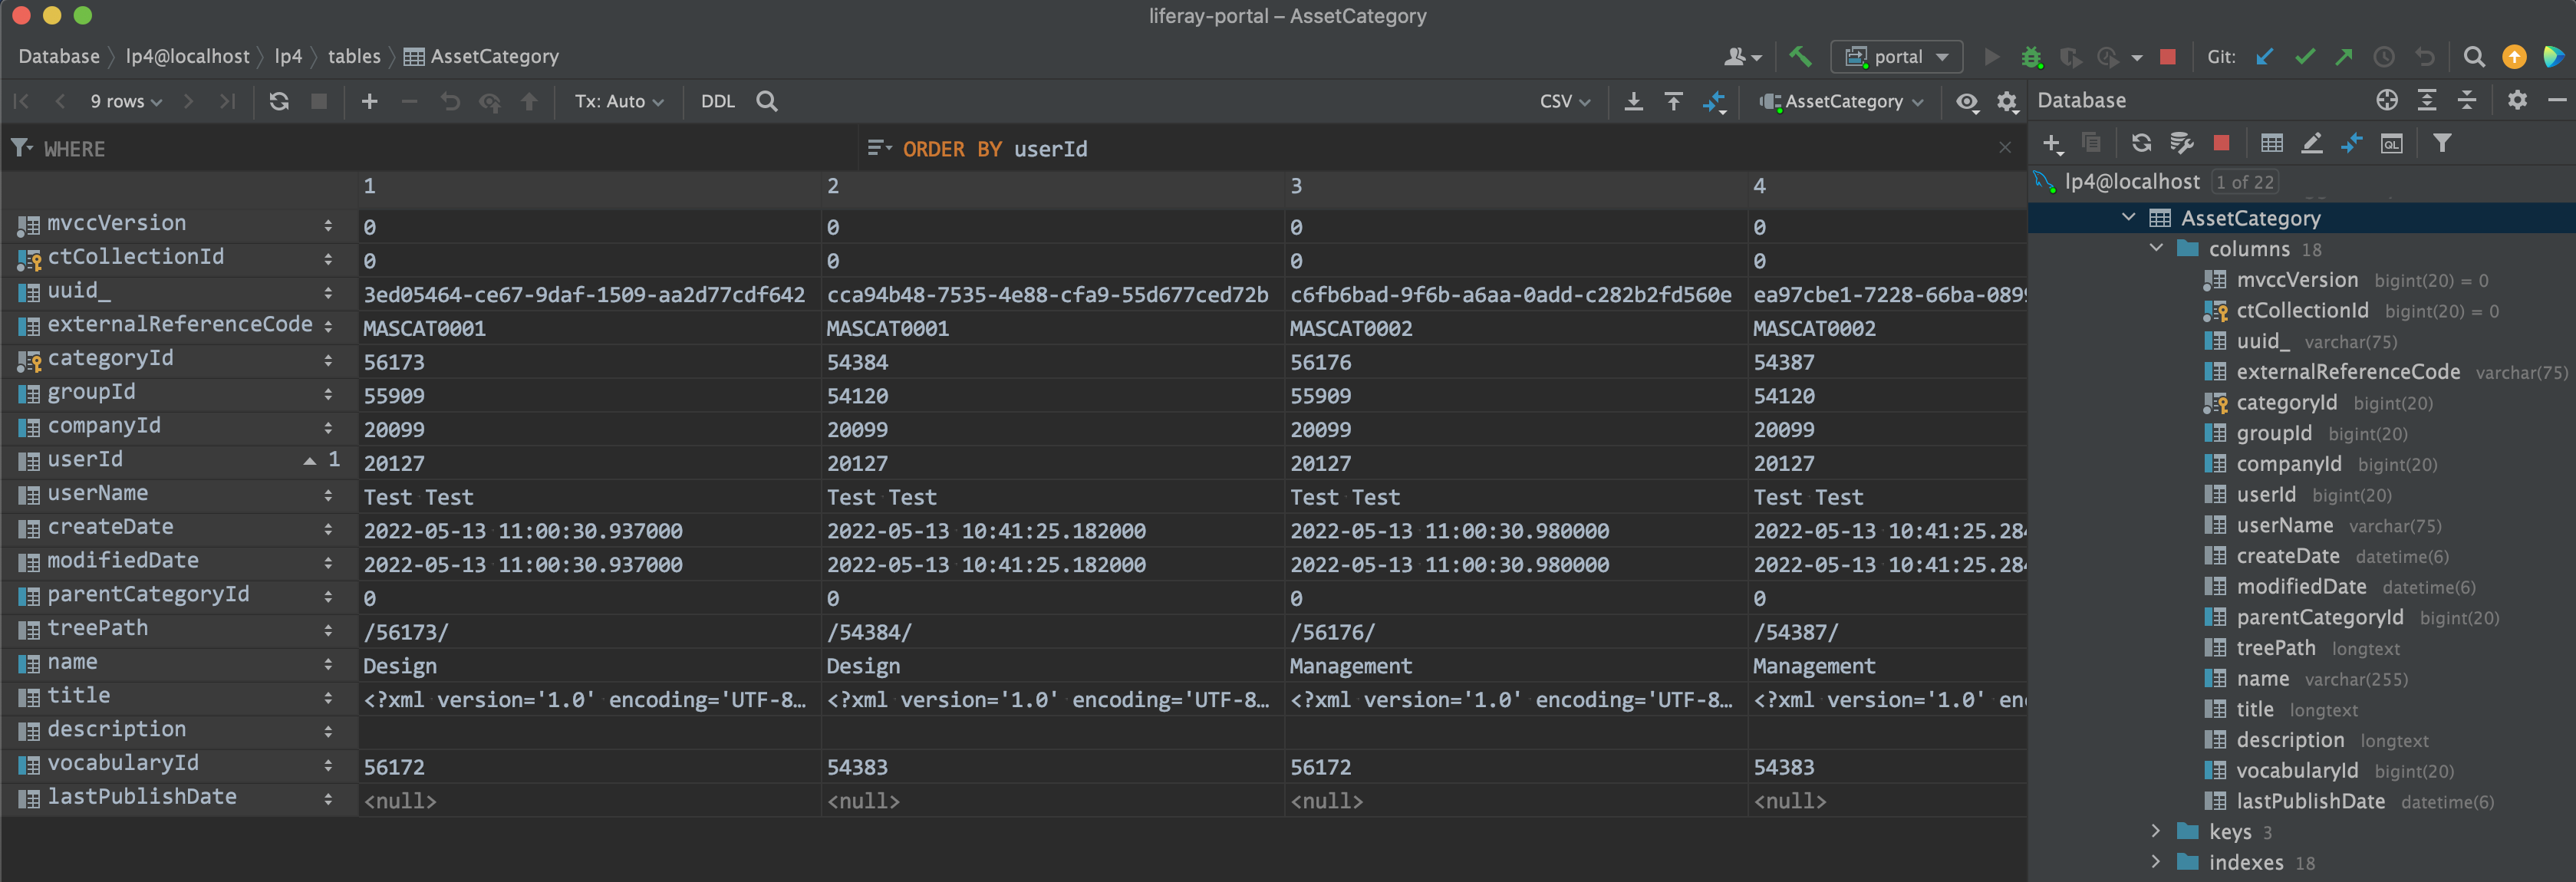 liferay-portal – AssetCategory
Database lp4@localhost lp4 tables AssetCategory
portal Git:
9 rows Tx: Auto DDL CSV AssetCategory
WHERE ORDER BY userId
1 2 3 4
mvccVersion 0 0 0 0
ctCollectionId 0 0 0 0
uuid_ 3ed05464-ce67-9daf-1509-aa2d77cdf642 cca94b48-7535-4e88-cfa9-55d677ced72b c6fb6bad-9f6b-a6aa-0add-c282b2fd560e ea97cbe1-7228-66ba-089
externalReferenceCode MASCAT0001 MASCAT0001 MASCAT0002 MASCAT0002
categoryId 56173 54384 56176 54387
groupId 55909 54120 55909 54120
companyId 20099 20099 20099 20099
userId 1 20127 20127 20127 20127
userName Test Test Test Test Test Test Test Test
createDate 2022-05-13 11:00:30.937000 2022-05-13 10:41:25.182000 2022-05-13 11:00:30.980000 2022-05-13 10:41:25.284
modifiedDate 2022-05-13 11:00:30.937000 2022-05-13 10:41:25.182000 2022-05-13 11:00:30.980000 2022-05-13 10:41:25.284
parentCategoryId 0 0 0 0
treePath /56173/ /54384/ /56176/ /54387/
name Design Design Management Management
title <?xml version='1.0' encoding='UTF-8… <?xml version='1.0' encoding='UTF-8… <?xml version='1.0' encoding='UTF-8… <?xml version='1.0' en
description
vocabularyId 56172 54383 56172 54383
lastPublishDate <null> <null> <null> <null>
Database
QL
lp4@localhost 1 of 22
AssetCategory
columns 18
mvccVersion bigint(20) = 0
ctCollectionId bigint(20) = 0
uuid_ varchar(75)
externalReferenceCode varchar(75)
categoryId bigint(20)
groupId bigint(20)
companyId bigint(20)
userId bigint(20)
userName varchar(75)
createDate datetime(6)
modifiedDate datetime(6)
parentCategoryId bigint(20)
treePath longtext
name varchar(255)
title longtext
description longtext
vocabularyId bigint(20)
lastPublishDate datetime(6)
keys 3
indexes 18